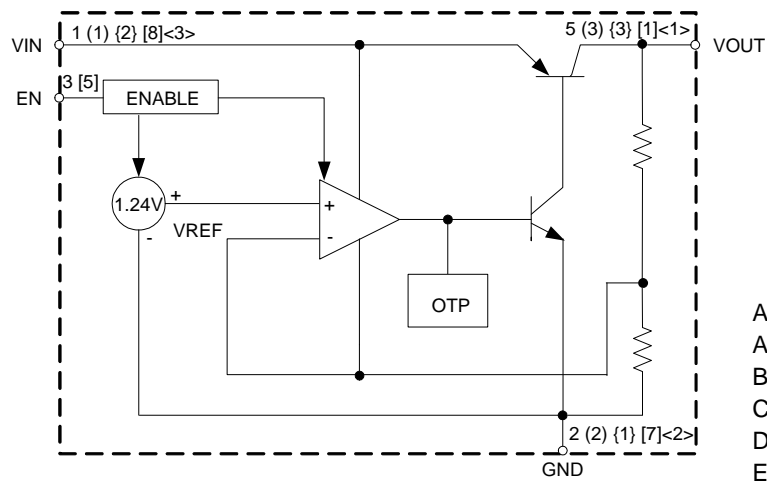 1 (1) {2} [8]<3>
5 (3) {3} [1]<1>
VIN
VOUT
3 [5]
EN
ENABLE
1.24V
+
-
VREF
+
-
OTP
2 (2) {1} [7]<2>
GND
A
A
B
C
D
E